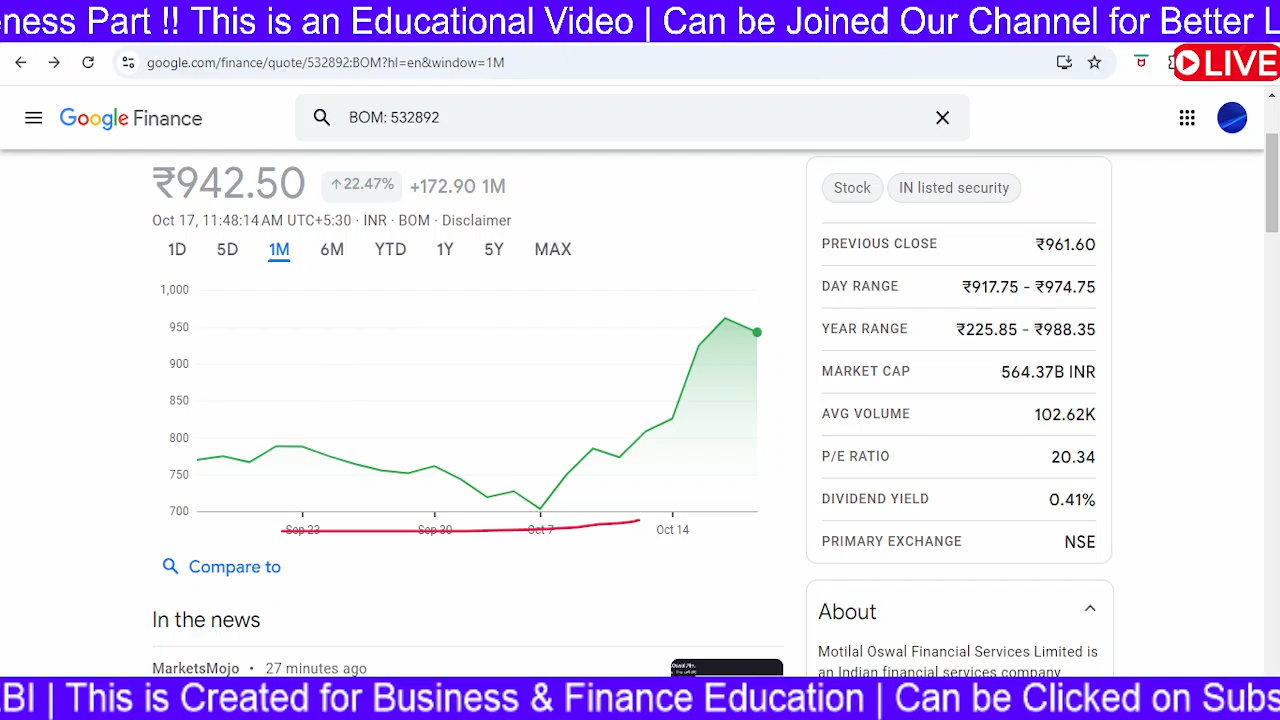 eness Part !! This is an Educational Video | Can be Joined Our Channel for Better L
google.com/finance/quote/532892:BOM?hl=en&window=1M
LIVE
Google Finance
BOM: 532892
₹942.50
↑22.47%
+172.90 1M
Oct 17, 11:48:14 AM UTC+5:30 · INR · BOM · Disclaimer
1D 5D 1M 6M YTD 1Y 5Y MAX
1,000
950
900
850
800
750
700
Sep 23 Sep 30 Oct 7 Oct 14
Compare to
In the news
MarketsMojo • 27 minutes ago
Stock
IN listed security
PREVIOUS CLOSE ₹961.60
DAY RANGE ₹917.75 - ₹974.75
YEAR RANGE ₹225.85 - ₹988.35
MARKET CAP 564.37B INR
AVG VOLUME 102.62K
P/E RATIO 20.34
DIVIDEND YIELD 0.41%
PRIMARY EXCHANGE NSE
About
Motilal Oswal Financial Services Limited is
an Indian financial services company
BI | This is Created for Business & Finance Education | Can be Clicked on Subs